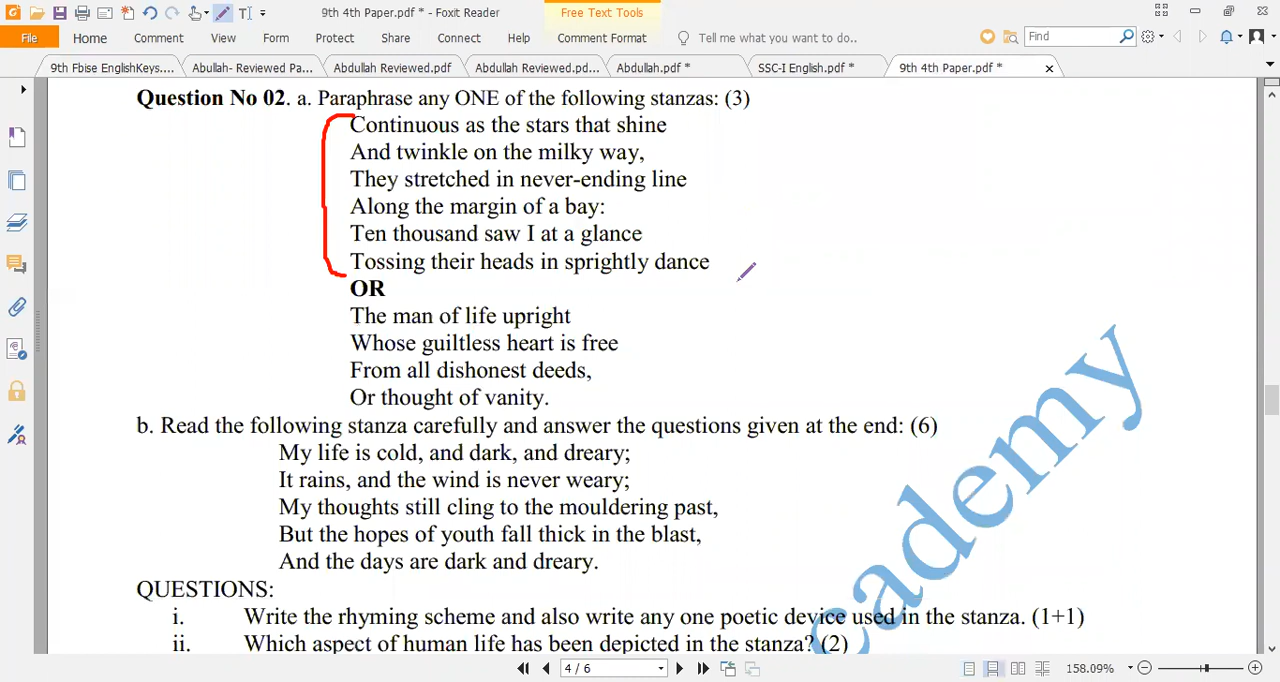 9th 4th Paper.pdf * - Foxit Reader
Free Text Tools
File Home Comment View Form Protect Share Connect Help Comment Format Tell me what you want to do.. Find
9th Fbise EnglishKeys.... Abullah- Reviewed Pa... Abdullah Reviewed.pdf Abdullah Reviewed.pd... Abdullah.pdf * SSC-I English.pdf * 9th 4th Paper.pdf *
Question No 02. a. Paraphrase any ONE of the following stanzas: (3)
Continuous as the stars that shine
And twinkle on the milky way,
They stretched in never-ending line
Along the margin of a bay:
Ten thousand saw I at a glance
Tossing their heads in sprightly dance
OR
The man of life upright
Whose guiltless heart is free
From all dishonest deeds,
Or thought of vanity.
b. Read the following stanza carefully and answer the questions given at the end: (6)
My life is cold, and dark, and dreary;
It rains, and the wind is never weary;
My thoughts still cling to the mouldering past,
But the hopes of youth fall thick in the blast,
And the days are dark and dreary.
QUESTIONS:
i. Write the rhyming scheme and also write any one poetic device used in the stanza. (1+1)
ii. Which aspect of human life has been depicted in the stanza? (2)
cademy
4 / 6
158.09%